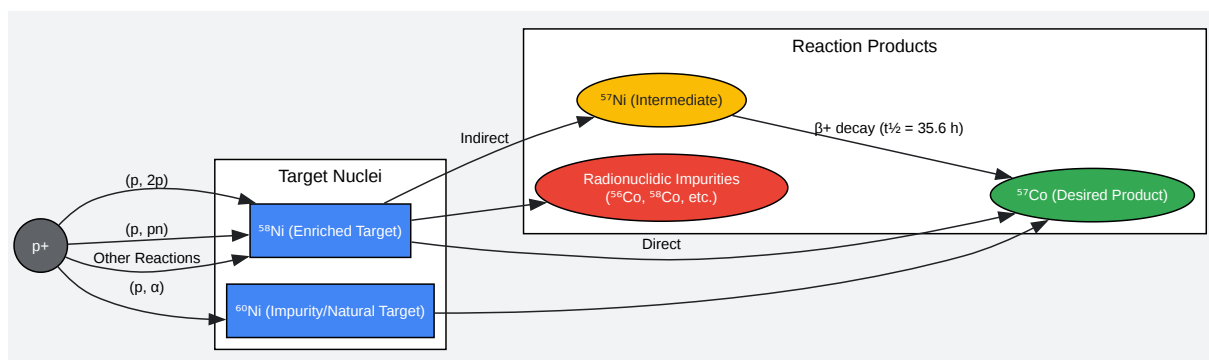 Reaction Products
⁵⁷Ni (Intermediate)
Indirect
β+ decay (t½ = 35.6 h)
Target Nuclei
(p, 2p)
Radionuclidic Impurities
(⁵⁶Co, ⁵⁸Co, etc.)
⁵⁷Co (Desired Product)
(p, pn)
⁵⁸Ni (Enriched Target)
p+
Direct
Other Reactions
(p, α)
⁶⁰Ni (Impurity/Natural Target)